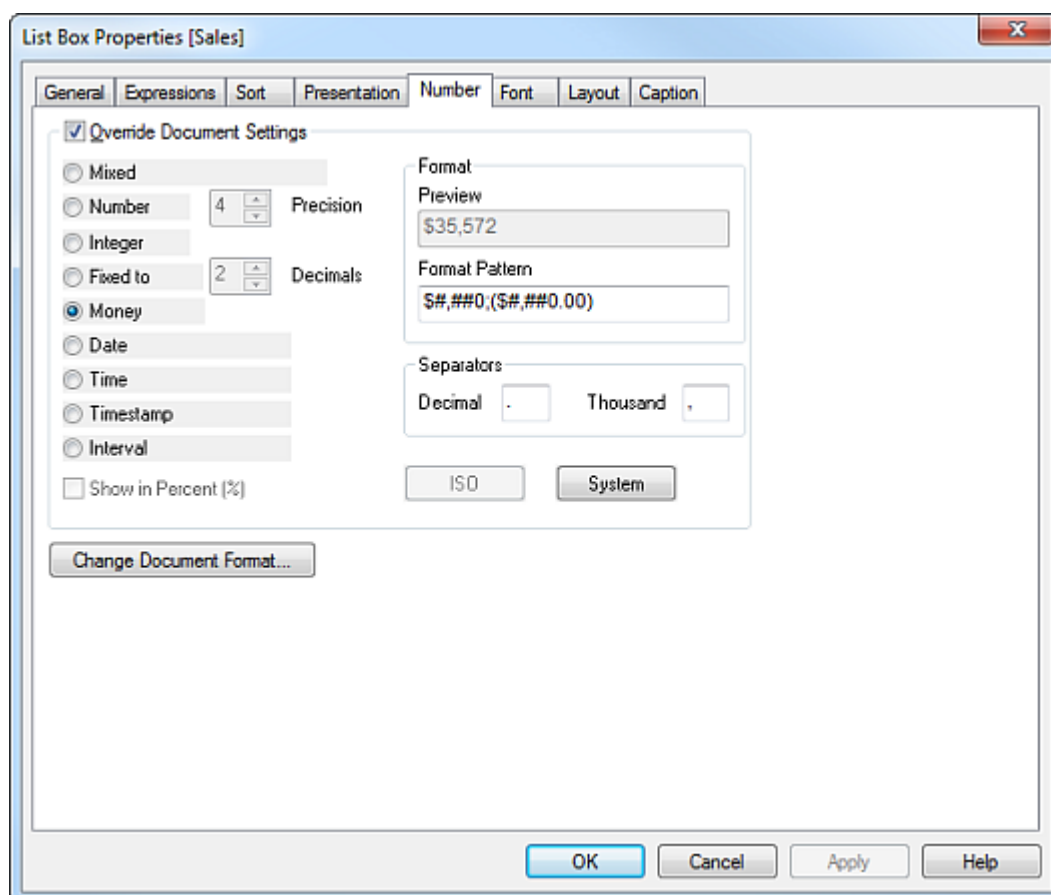 List Box Properties [Sales]
x
General Expressions Sort Presentation Number Font Layout Caption
Override Document Settings
Mixed
Number 4 Precision
Integer
Fixed to 2 Decimals
Money
Date
Time
Timestamp
Interval
Show in Percent (%)
Format
Preview
$35,572
Format Pattern
$#,##0;($#,##0.00)
Separators
Decimal . Thousand ,
ISO System
Change Document Format...
OK Cancel Apply Help